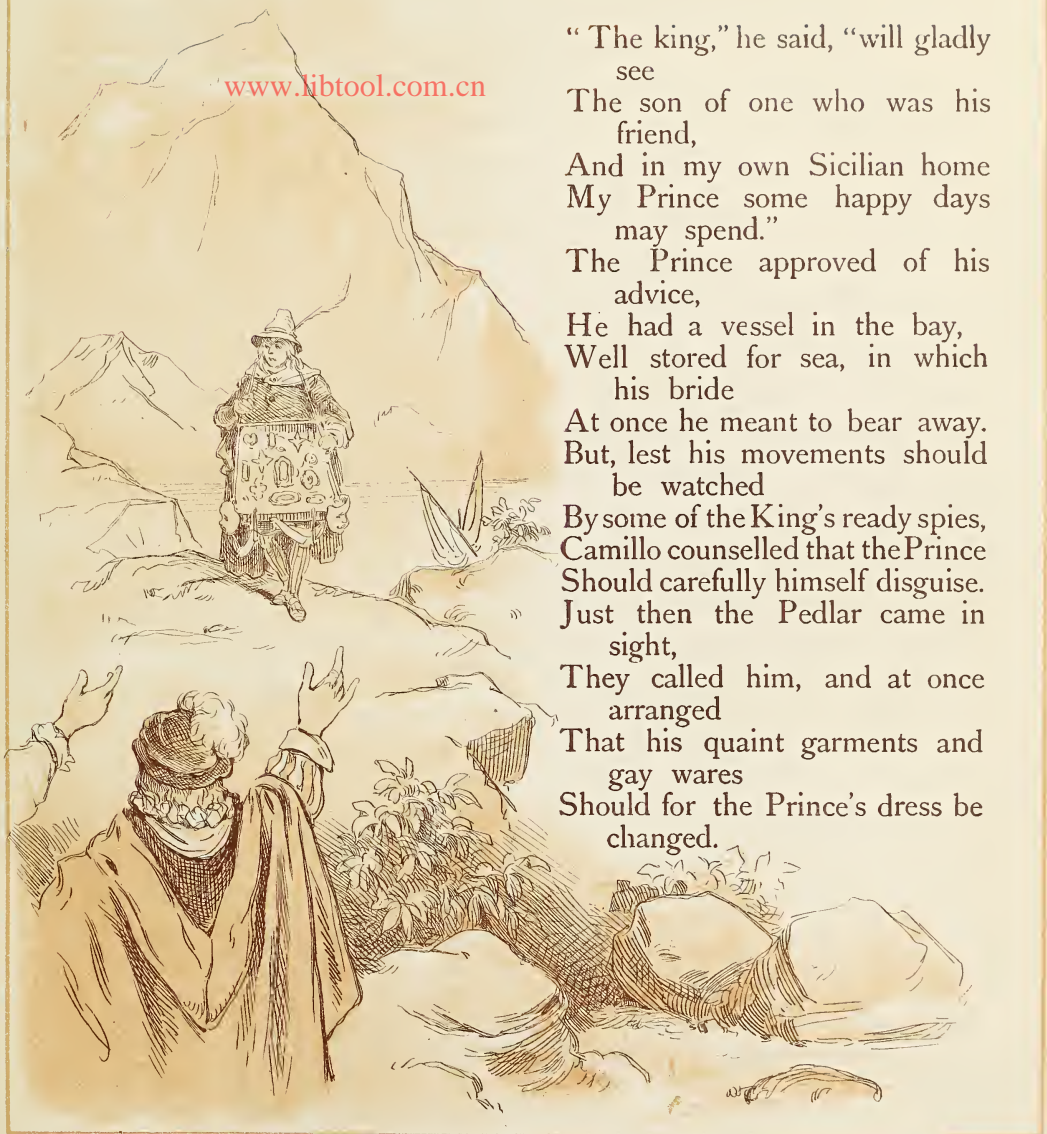 www.libtool.com.cn
" The king," he said, "will gladly
see
The son of one who was his
friend,
And in my own Sicilian home
My Prince some happy days
may spend."
The Prince approved of his
advice,
He had a vessel in the bay,
Well stored for sea, in which
his bride
At once he meant to bear away.
But, lest his movements should
be watched
By some of the King's ready spies,
Camillo counselled that the Prince
Should carefully himself disguise.
Just then the Pedlar came in
sight,
They called him, and at once
arranged
That his quaint garments and
gay wares
Should for the Prince's dress be
changed.